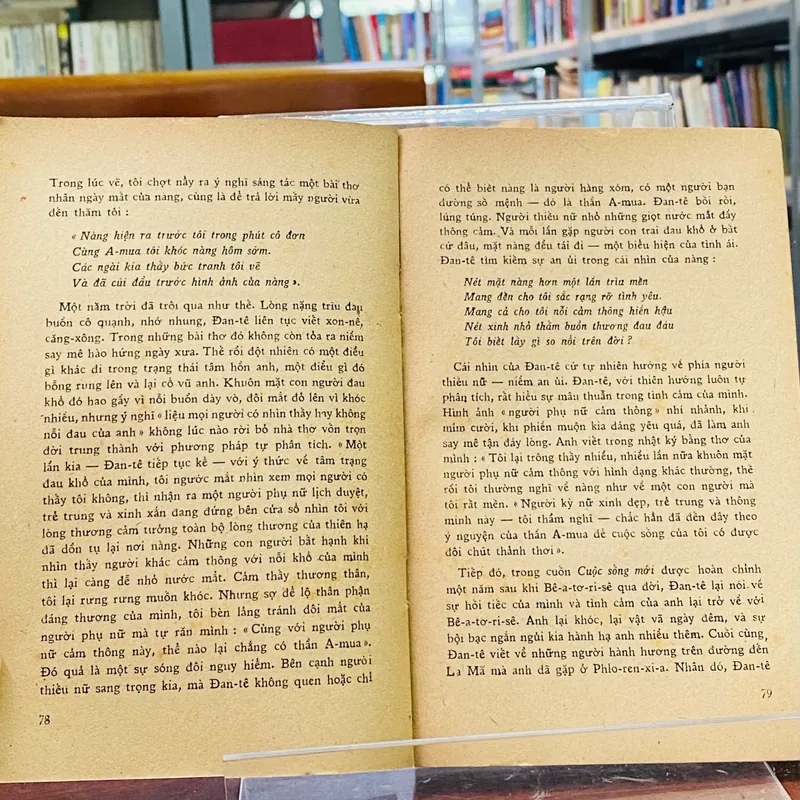 Trong lúc vẽ, tôi chợt nẩy ra ý nghĩ sáng tác một bài thơ
nhân ngày mất của nàng, cũng là để trả lời mấy người vừa
đến thăm tôi :
« Nàng hiện ra trước tôi trong phút cô đơn
Cùng A-mua tôi khóc nàng hôm sớm.
Các ngài kia thấy bức tranh tôi vẽ
Và đã cúi đầu trước hình ảnh của nàng ».
Một năm trời đã trôi qua như thế. Lòng nặng trĩu đau
buồn cô quạnh, nhớ nhung, Đan-tê liên tục viết xon-nê,
căng-xông. Trong những bài thơ đó không còn tỏa ra niềm
say mê hào hứng ngày xưa. Thế rồi đột nhiên có một điều
gì khác đi trong trạng thái tâm hồn anh, một điều gì đó
bỗng rung lên và lại cổ vũ anh. Khuôn mặt con người đau
khổ đó hao gầy vì nỗi buồn dày vò, đôi mắt đỏ lên vì khóc
nhiều, nhưng ý nghĩ « liệu mọi người có nhìn thấy hay không
nỗi đau của anh » không lúc nào rời bỏ nhà thơ vốn trọn
đời trung thành với phương pháp tự phân tích. « Một
lần kia — Đan-tê tiếp tục kể — với ý thức về tâm trạng
đau khổ của mình, tôi ngước mắt nhìn xem mọi người có
thấy tôi không, thì nhận ra một người phụ nữ lịch duyệt,
trẻ trung và xinh xắn đang đứng bên cửa sổ nhìn tôi với
lòng thương cảm tưởng toàn bộ lòng thương của thiên hạ
đã dồn tụ lại nơi nàng. Những con người bất hạnh khi
nhìn thấy người khác cảm thông với nỗi khổ của mình
thì lại càng dễ nhỏ nước mắt. Cảm thấy thương thân,
tôi lại rưng rưng muốn khóc. Nhưng sợ để lộ thân phận
đáng thương của mình, tôi bèn lảng tránh đôi mắt của
người phụ nữ mà tự răn mình : « Cùng với người phụ
nữ cảm thông này, thế nào lại chẳng có thần A-mua ».
Đó quả là một sự sóng đôi nguy hiểm. Bên cạnh người
thiếu nữ sang trọng kia, mà Đan-tê không quen hoặc chỉ
78
có thể biết nàng là người hàng xóm, có một người bạn
đường số mệnh — đó là thần A-mua. Đan-tê bối rối,
lúng túng. Người thiếu nữ nhỏ những giọt nước mắt đầy
thông cảm. Và mỗi lần gặp người con trai đau khổ ở bất
cứ đâu, mặt nàng đều tái đi — một biểu hiện của tình ái.
Đan-tê tìm kiếm sự an ủi trong cái nhìn của nàng :
Nét mặt nàng hơn một lần trìu mến
Mang đến cho tôi sắc rạng rỡ tình yêu.
Mang cả cho tôi nỗi cảm thông hiền hậu
Nét xinh nhỏ thắm buồn thương đau đáu
Tôi biết lấy gì so nổi trên đời ?
Cái nhìn của Đan-tê cứ tự nhiên hướng về phía người
thiếu nữ — niềm an ủi. Đan-tê, với thiên hướng luôn tự
phân tích, rất hiểu sự mâu thuẫn trong tình cảm của mình.
Hình ảnh « người phụ nữ cảm thông » nhí nhảnh, khi
mỉm cười, khi phiền muộn kia đáng yêu quá, đã làm anh
say mê tận đáy lòng. Anh viết trong nhật ký bằng thơ của
mình : « Tôi lại trông thấy nhiều, nhiều lần nữa khuôn mặt
người phụ nữ cảm thông với hình dạng khác thường, thế
rồi tôi thường nghĩ về nàng như về một con người mà
tôi rất mến. « Người kỳ nữ xinh đẹp, trẻ trung và thông
minh này — tôi thầm nghĩ — chắc hẳn đã đến đây theo
ý nguyện của thần A-mua để cuộc sống của tôi có được
đôi chút thảnh thơi ».
Tiếp đó, trong cuốn Cuộc sống mới được hoàn chỉnh
một năm sau khi Bê-a-tơ-ri-sê qua đời, Đan-tê lại nói về
sự hối tiếc của mình và tình cảm của anh lại trở về với
Bê-a-tơ-ri-sê. Anh lại khóc, lại vật vã ngày đêm, và sự
bội bạc ngắn ngủi kia hành hạ anh nhiều thêm. Cuối cùng,
Đan-tê viết về những người hành hương trên đường đến
La Mã mà anh đã gặp ở Phlo-ren-xi-a. Nhân đó, Đan-tê
79